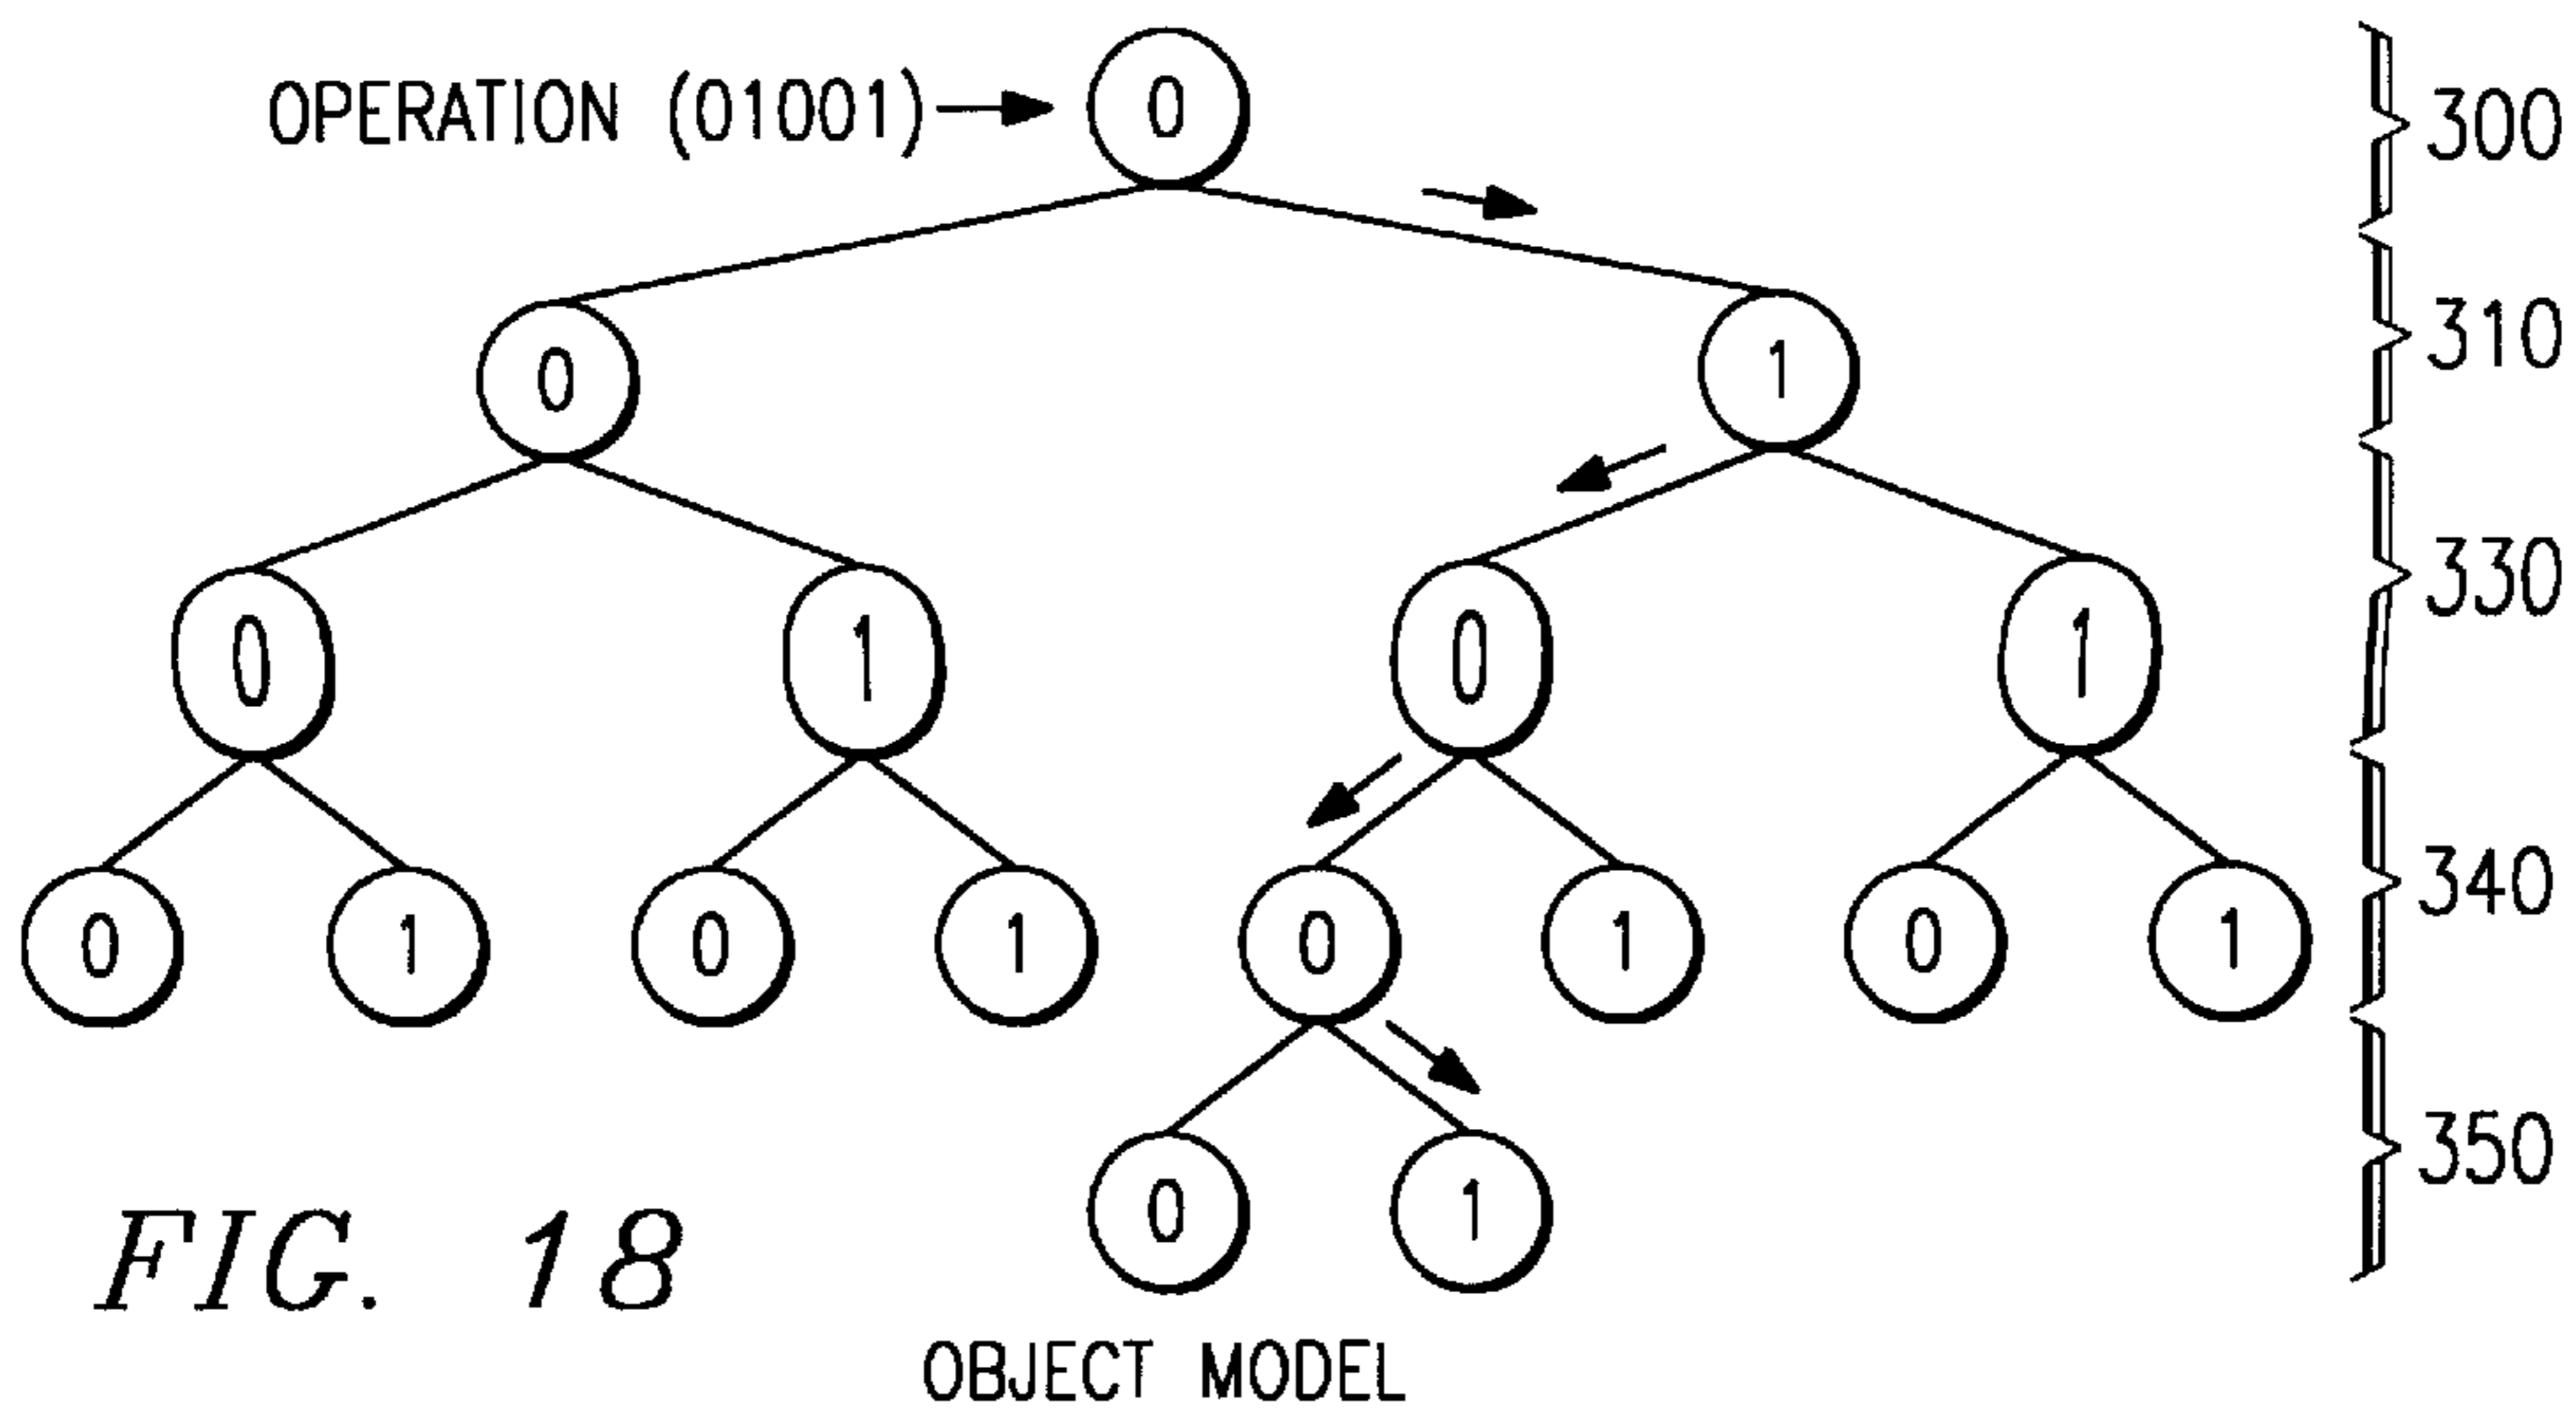 OPERATION (01001) 0 300
0 1 310
0 1 0 1 330
0 1 0 1 0 1 0 1 340
0 1 350
FIG. 18
OBJECT MODEL